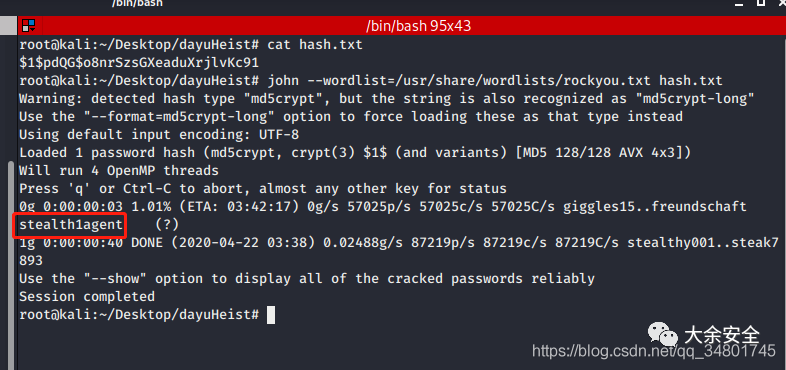 /bin/bash
/bin/bash 95x43
root@kali:~/Desktop/dayuHeist# cat hash.txt
$1$pdQG$o8nrSzsGXeaduXrjlvKc91
root@kali:~/Desktop/dayuHeist# john --wordlist=/usr/share/wordlists/rockyou.txt hash.txt
Warning: detected hash type "md5crypt", but the string is also recognized as "md5crypt-long"
Use the "--format=md5crypt-long" option to force loading these as that type instead
Using default input encoding: UTF-8
Loaded 1 password hash (md5crypt, crypt(3) $1$ (and variants) [MD5 128/128 AVX 4x3])
Will run 4 OpenMP threads
Press 'q' or Ctrl-C to abort, almost any other key for status
0g 0:00:00:03 1.01% (ETA: 03:42:17) 0g/s 57025p/s 57025c/s 57025C/s giggles15..freundschaft
stealth1agent    (?)
1g 0:00:00:40 DONE (2020-04-22 03:38) 0.02488g/s 87219p/s 87219c/s 87219C/s stealthy001..steak7
893
Use the "--show" option to display all of the cracked passwords reliably
Session completed
root@kali:~/Desktop/dayuHeist#
大余安全
https://blog.csdn.net/qq_34801745